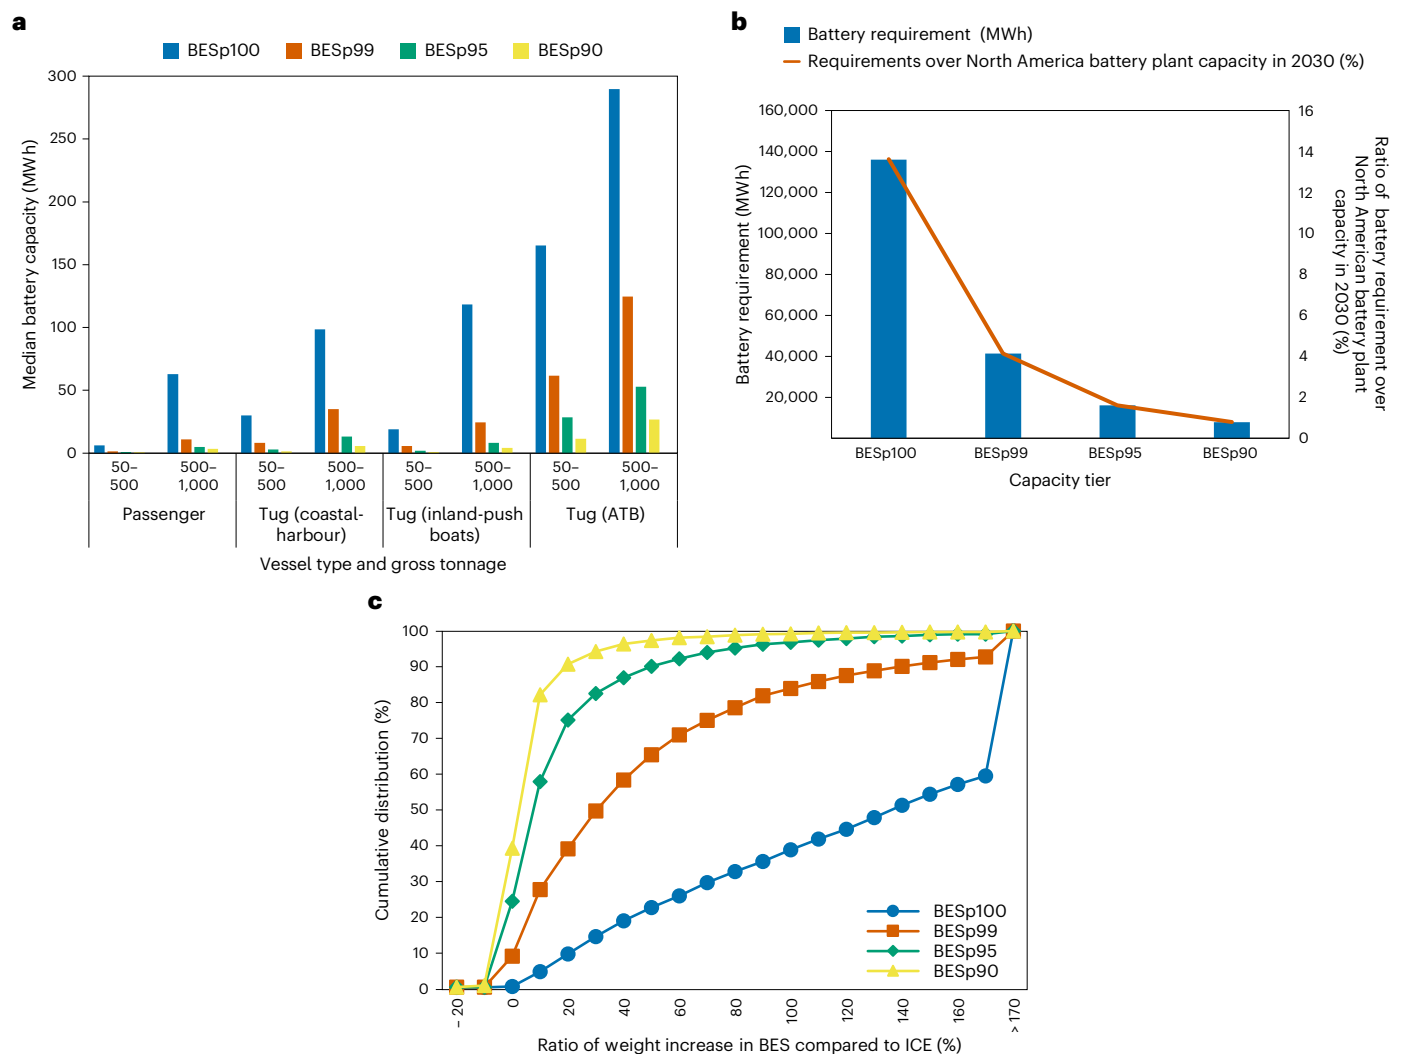 a
BESp100 BESp99 BESp95 BESp90
Median battery capacity (MWh)
300
250
200
150
100
50
0
50– 500– 50– 500– 50– 500– 50– 500–
500 1,000 500 1,000 500 1,000 500 1,000
Passenger Tug (coastal- Tug (inland-push Tug (ATB)
harbour) boats)
Vessel type and gross tonnage
b
Battery requirement (MWh)
Requirements over North America battery plant capacity in 2030 (%)
Battery requirement (MWh)
160,000
140,000
120,000
100,000
80,000
60,000
40,000
20,000
16
14
12
10
8
6
4
2
0
Ratio of battery requirement over
North American battery plant
capacity in 2030 (%)
BESp100 BESp99 BESp95 BESp90
Capacity tier
c
Cumulative distribution (%)
100
90
80
70
60
50
40
30
20
10
0
BESp100
BESp99
BESp95
BESp90
– 20 0 20 40 60 80 100 120 140 160 > 170
Ratio of weight increase in BES compared to ICE (%)